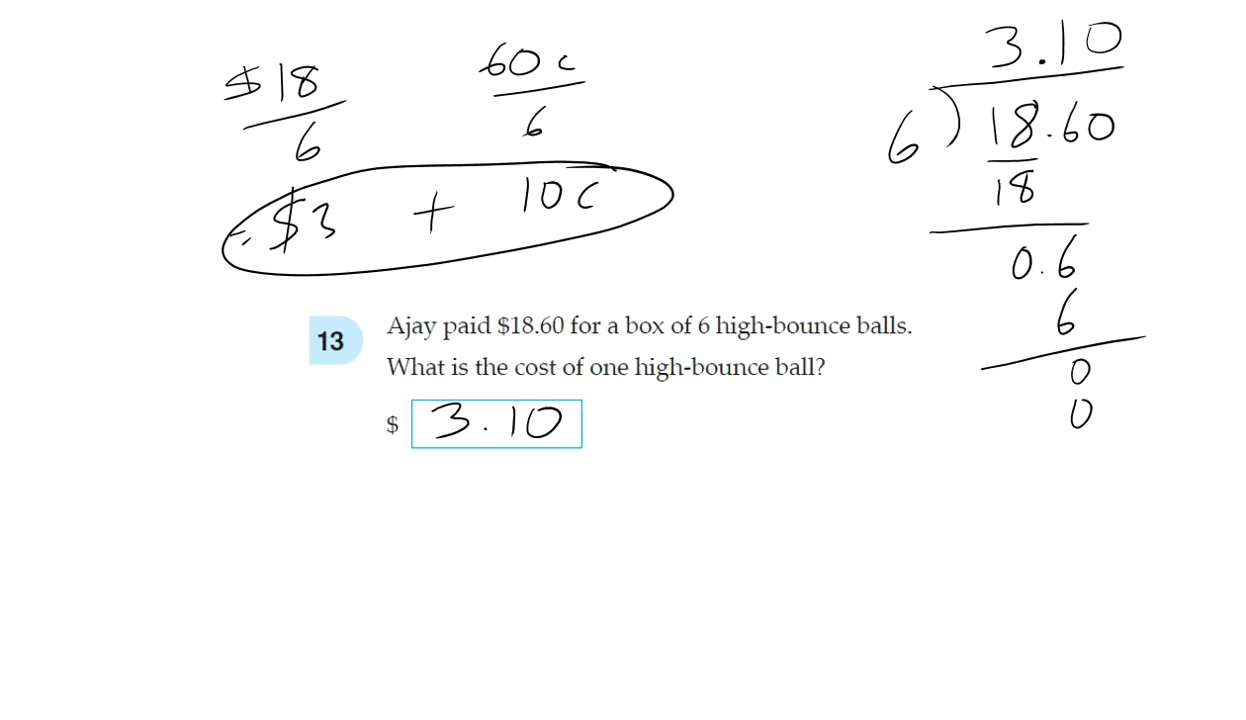 $18 60c
6 6
= $3 + 10c
3.10
6 ) 18.60
18
0.6
6
0
0
13 Ajay paid $18.60 for a box of 6 high-bounce balls.
What is the cost of one high-bounce ball?
$ 3.10